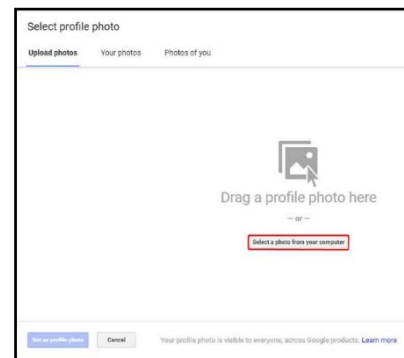 Select profile photo
Upload photos Your photos Photos of you
Drag a profile photo here
— or —
Select a photo from your computer
Set as profile photo Cancel Your profile photo is visible to everyone, across Google products. Learn more